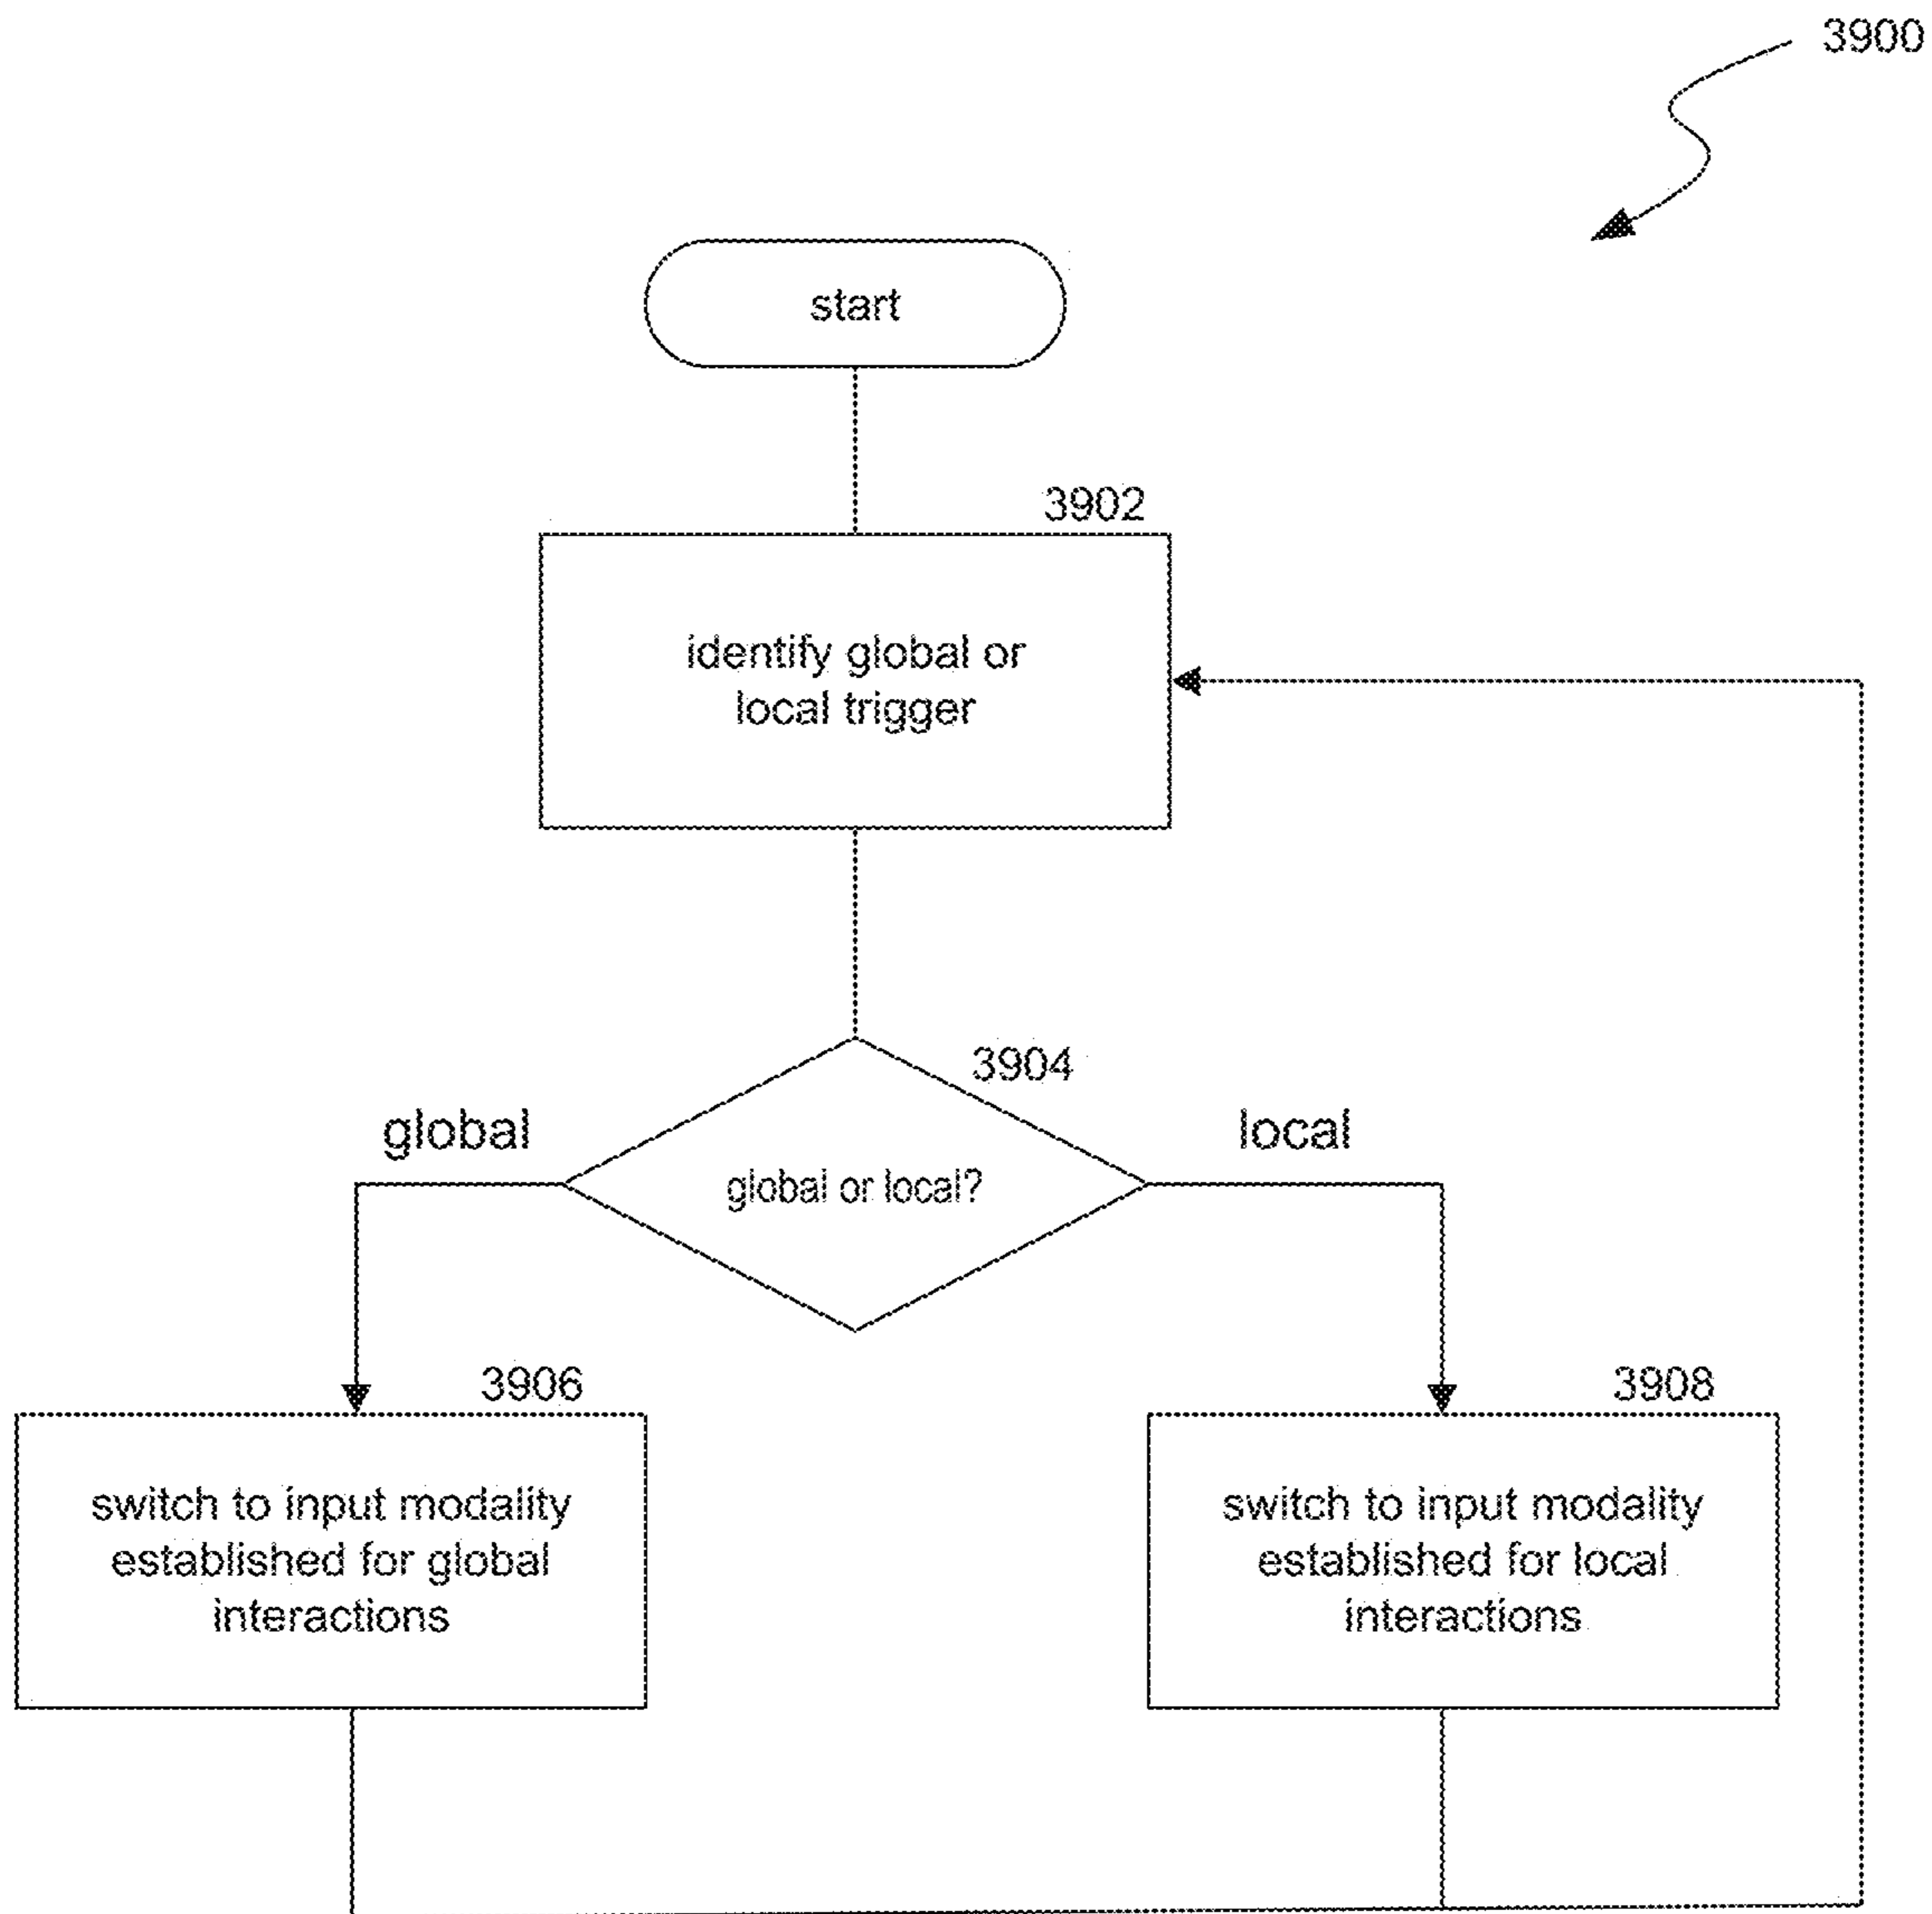 3900
start
3902
identify global or
local trigger
3904
global
local
global or local?
3906
3908
switch to input modality
established for global
interactions
switch to input modality
established for local
interactions